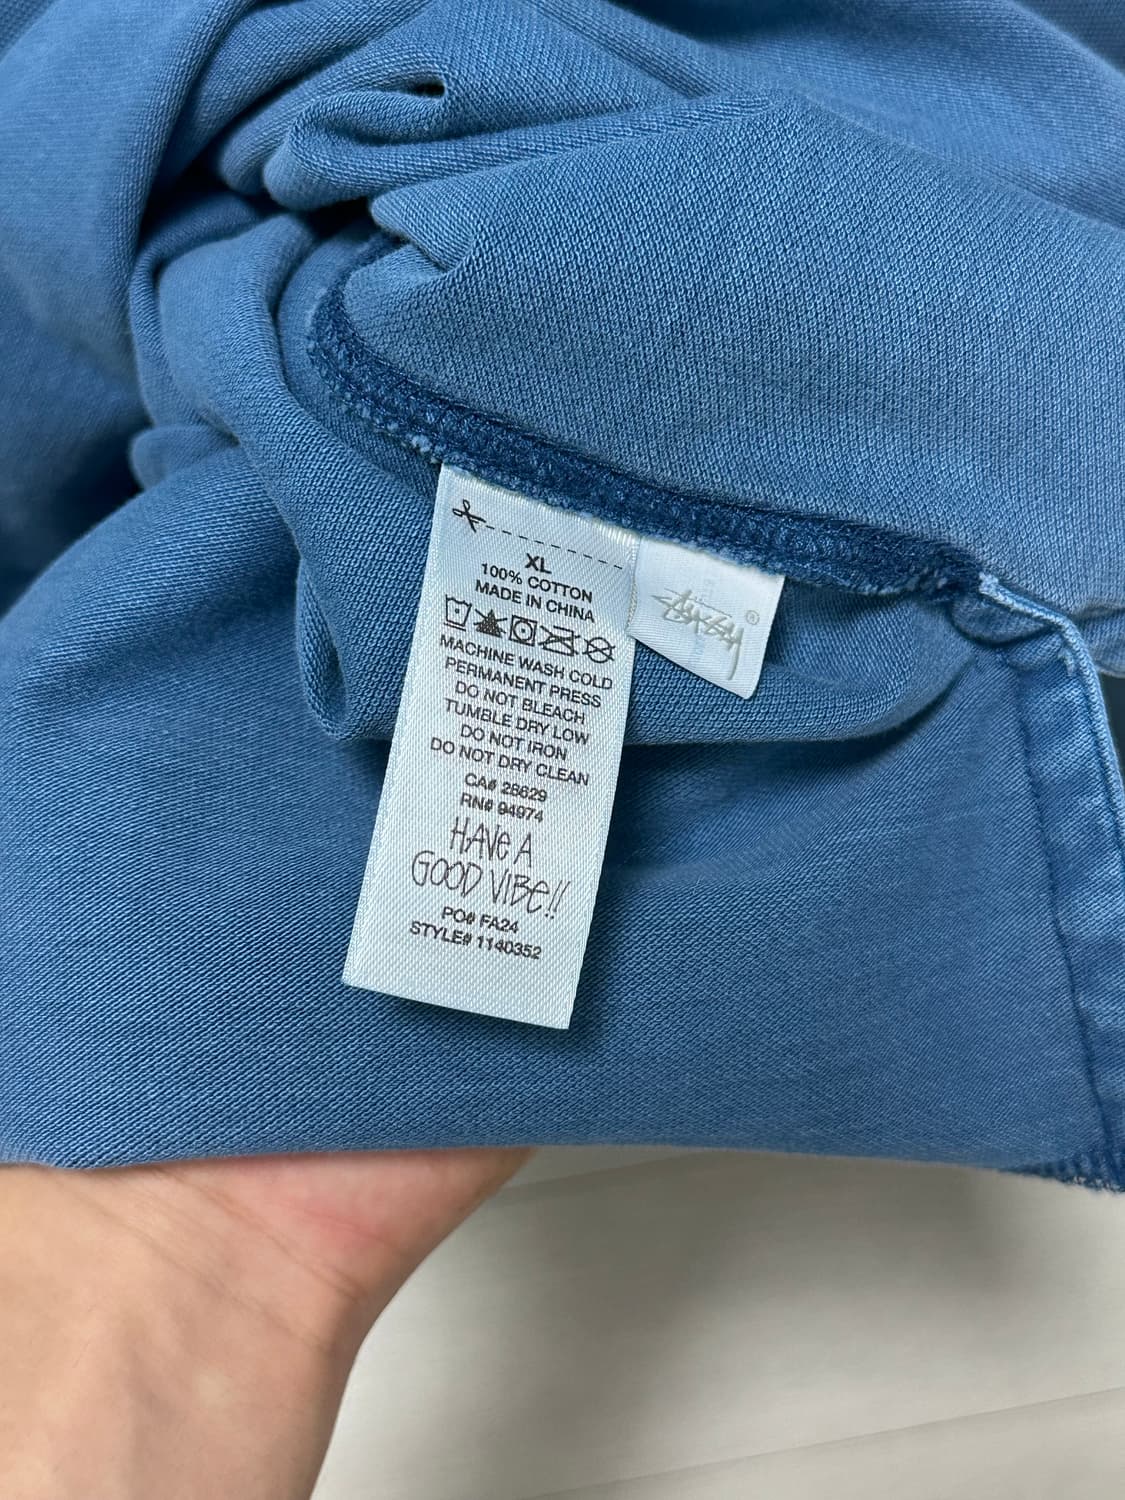 XL
100% COTTON
MADE IN CHINA
MACHINE WASH COLD
PERMANENT PRESS
DO NOT BLEACH
TUMBLE DRY LOW
DO NOT IRON
DO NOT DRY CLEAN
CA# 28629
RN# 94974
HAVE A
GOOD VIBE!!
PO# FA24
STYLE# 1140352
Stüssy ®